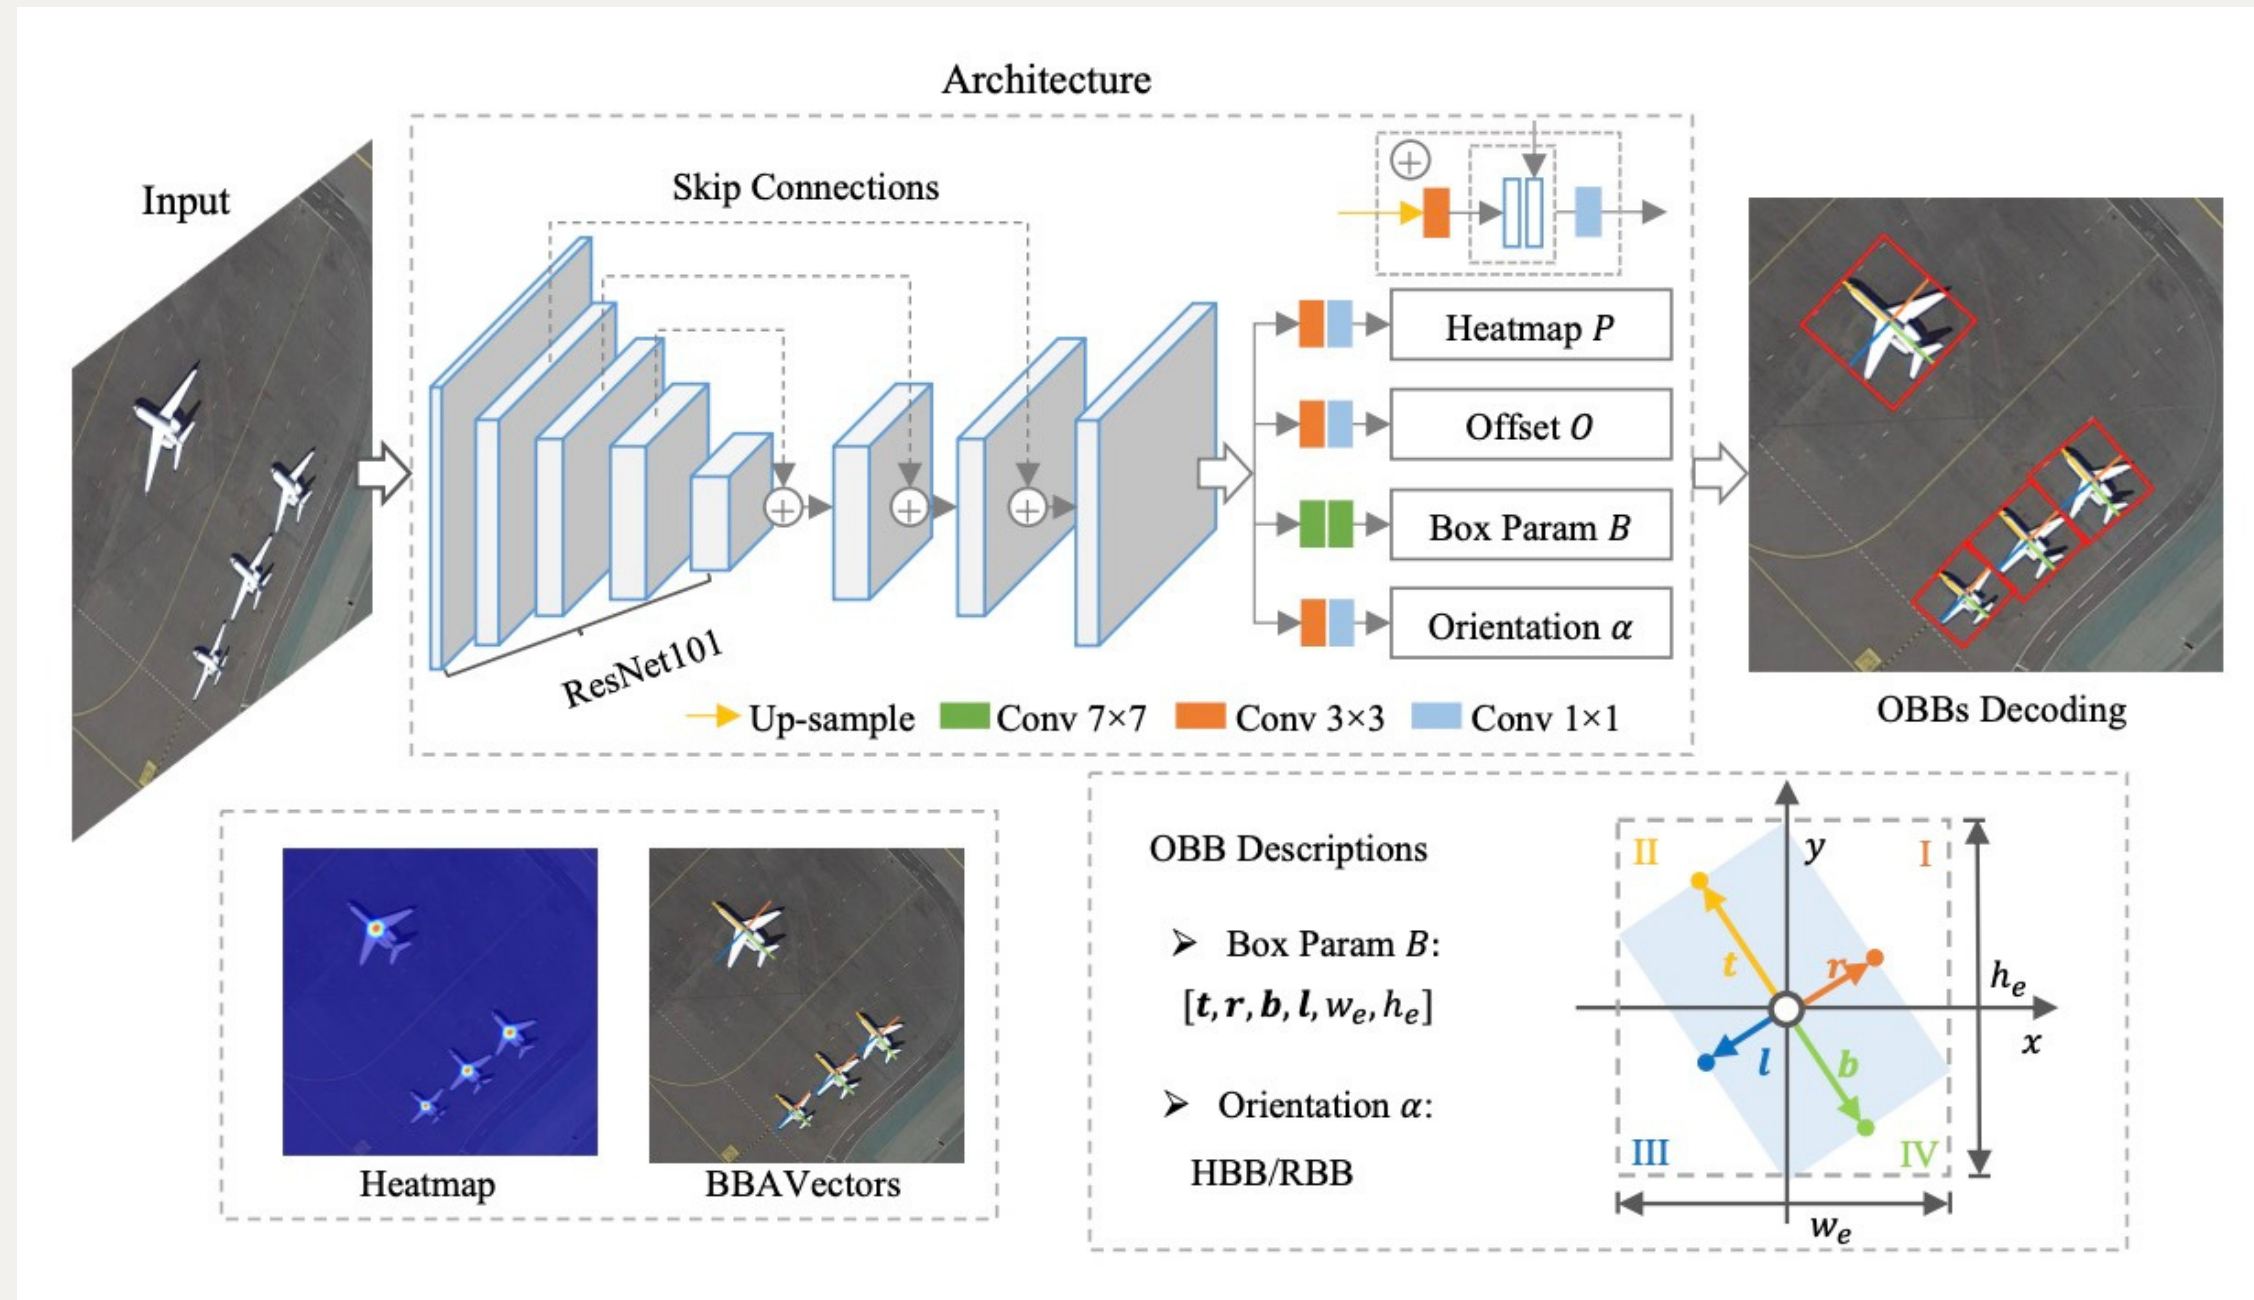 Architecture
Input
Skip Connections
Heatmap P
Offset O
Box Param B
Orientation α
ResNet101
Up-sample
Conv 7×7
Conv 3×3
Conv 1×1
OBBs Decoding
Heatmap
BBAVectors
OBB Descriptions
➢ Box Param B:
[t, r, b, l, wₑ, hₑ]
➢ Orientation α:
HBB/RBB
II
y
I
t
r
hₑ
x
l
b
III
IV
wₑ